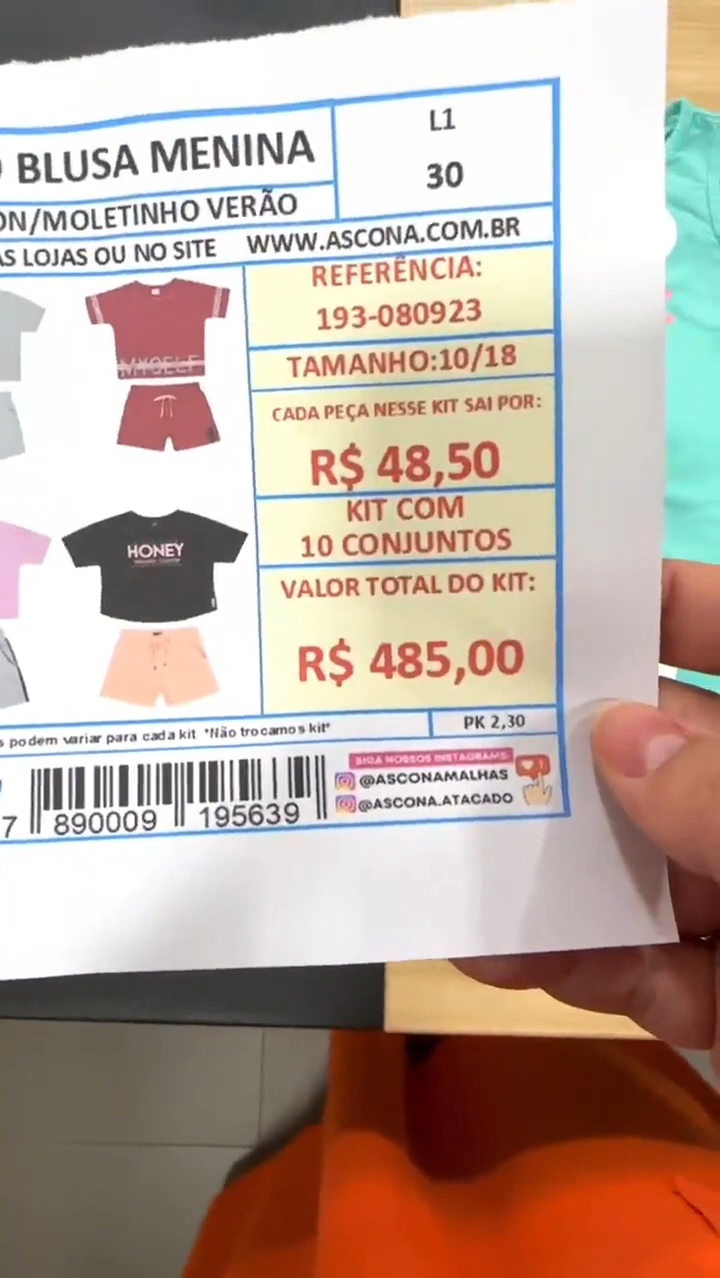 BLUSA MENINA
L1
30
ON/MOLETINHO VERÃO
AS LOJAS OU NO SITE WWW.ASCONA.COM.BR
REFERÊNCIA:
193-080923
TAMANHO:10/18
CADA PEÇA NESSE KIT SAI POR:
R$ 48,50
KIT COM
10 CONJUNTOS
VALOR TOTAL DO KIT:
R$ 485,00
MYSELF
HONEY
s podem variar para cada kit *Não trocamos kit*
PK 2,30
7 890009 195639
SIGA NOSSOS INSTAGRAMS
@ASCONAMALHAS
@ASCONA.ATACADO